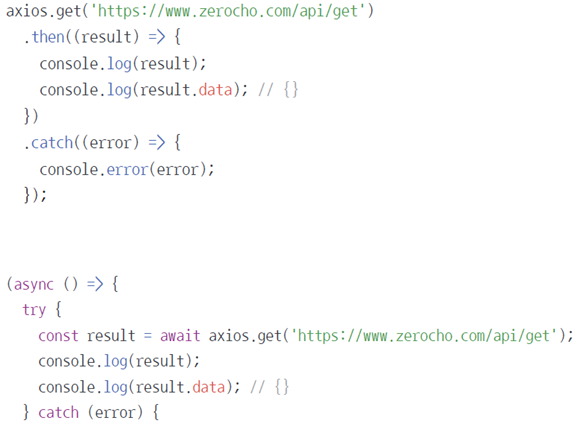 axios.get('https://www.zerocho.com/api/get')
  .then((result) => {
    console.log(result);
    console.log(result.data); // {}
  })
  .catch((error) => {
    console.error(error);
  });
(async () => {
  try {
    const result = await axios.get('https://www.zerocho.com/api/get');
    console.log(result);
    console.log(result.data); // {}
  } catch (error) {